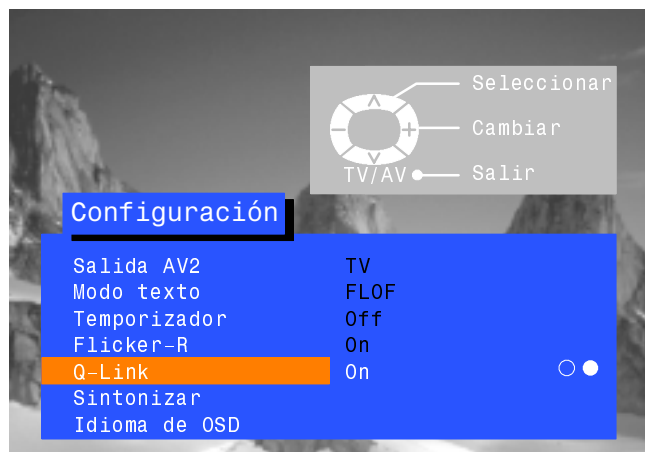 Seleccionar
Cambiar
TV/AV Salir
Configuración
Salida AV2 TV
Modo texto FLOF
Temporizador Off
Flicker-R On
Q-Link On
Sintonizar
Idioma de OSD